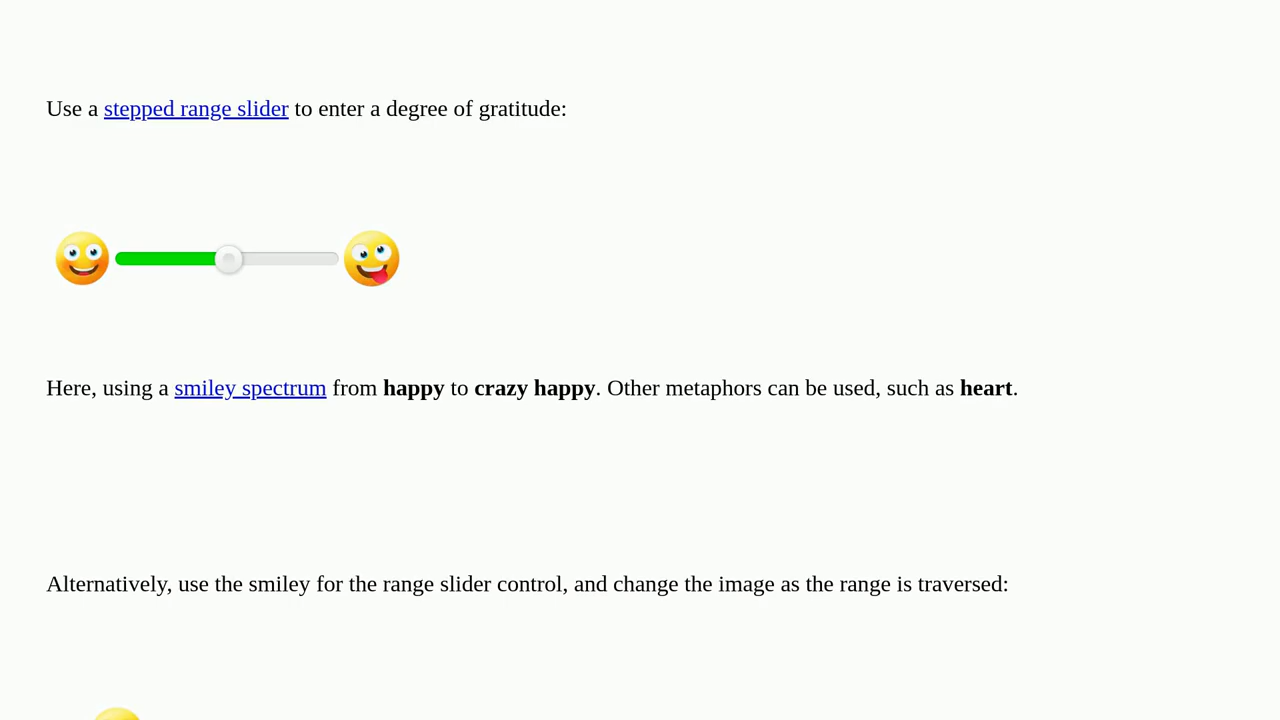 Use a stepped range slider to enter a degree of gratitude:
Here, using a smiley spectrum from happy to crazy happy. Other metaphors can be used, such as heart.
Alternatively, use the smiley for the range slider control, and change the image as the range is traversed: